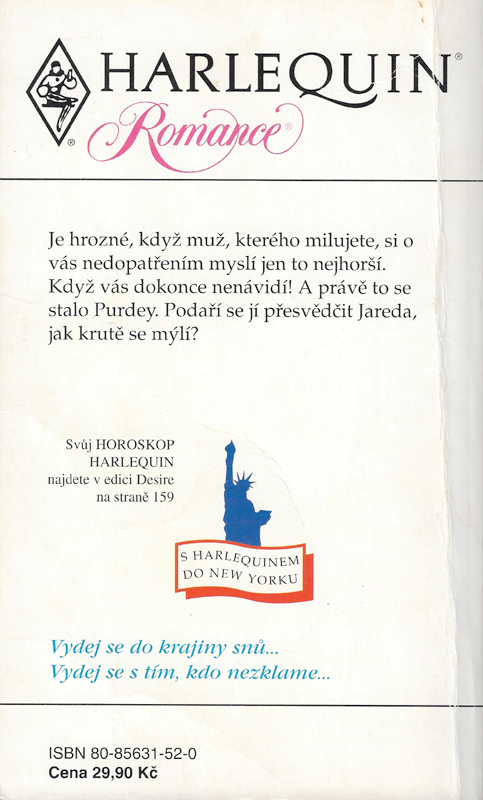 HARLEQUIN®
Romance®
®
Je hrozné, když muž, kterého milujete, si o
vás nedopatřením myslí jen to nejhorší.
Když vás dokonce nenávidí! A právě to se
stalo Purdey. Podaří se jí přesvědčit Jareda,
jak krutě se mýlí?
Svůj HOROSKOP
HARLEQUIN
najdete v edici Desire
na straně 159
S HARLEQUINEM
DO NEW YORKU
Vydej se do krajiny snů...
Vydej se s tím, kdo nezklame...
ISBN 80-85631-52-0
Cena 29,90 Kč